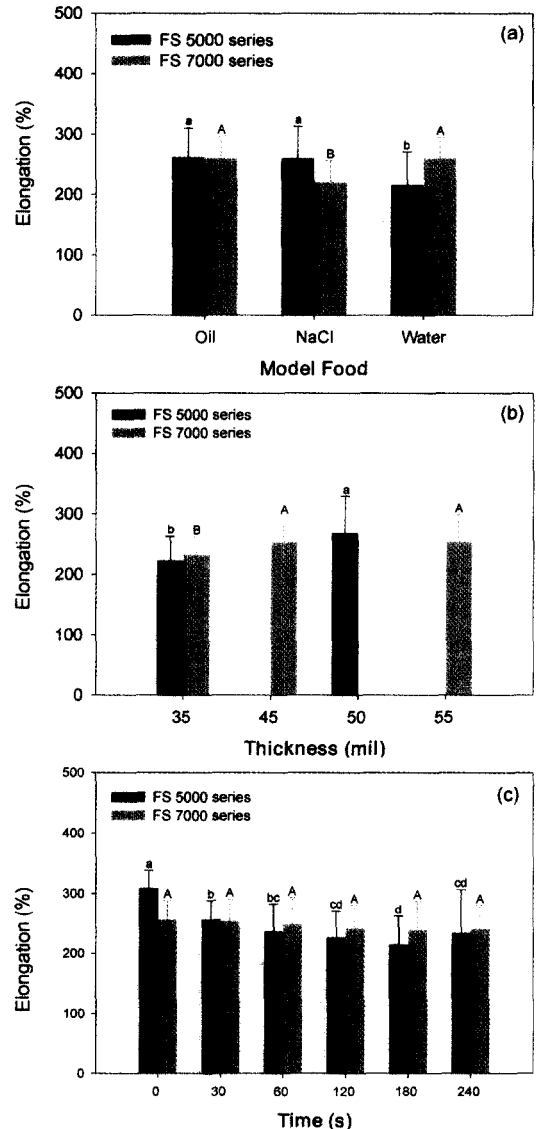 (a)
FS 5000 series
FS 7000 series
500
400
300
200
100
0
Elongation (%)
a A a B b A
Oil NaCl Water
Model Food
(b)
FS 5000 series
FS 7000 series
500
400
300
200
100
0
Elongation (%)
b B A a A
35 45 50 55
Thickness (mil)
(c)
FS 5000 series
FS 7000 series
500
400
300
200
100
0
Elongation (%)
a A b A bc A cd A d A cd A
0 30 60 120 180 240
Time (s)